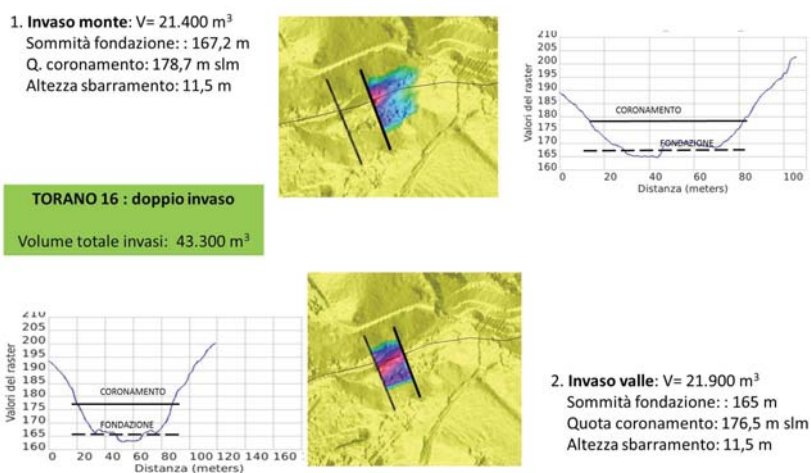 1. Invaso monte: V= 21.400 m³
Sommità fondazione: : 167,2 m
Q. coronamento: 178,7 m slm
Altezza sbarramento: 11,5 m
TORANO 16 : doppio invaso
Volume totale invasi: 43.300 m³
210
205
200
195
190
185
180
175
170
165
160
Valori del raster
CORONAMENTO
FONDAZIONE
0 20 40 60 80 100
Distanza (meters)
210
205
200
195
190
185
180
175
170
165
160
Valori del raster
CORONAMENTO
FONDAZIONE
0 20 40 60 80 100 120 140 160
Distanza (meters)
2. Invaso valle: V= 21.900 m³
Sommità fondazione: : 165 m
Quota coronamento: 176,5 m slm
Altezza sbarramento: 11,5 m